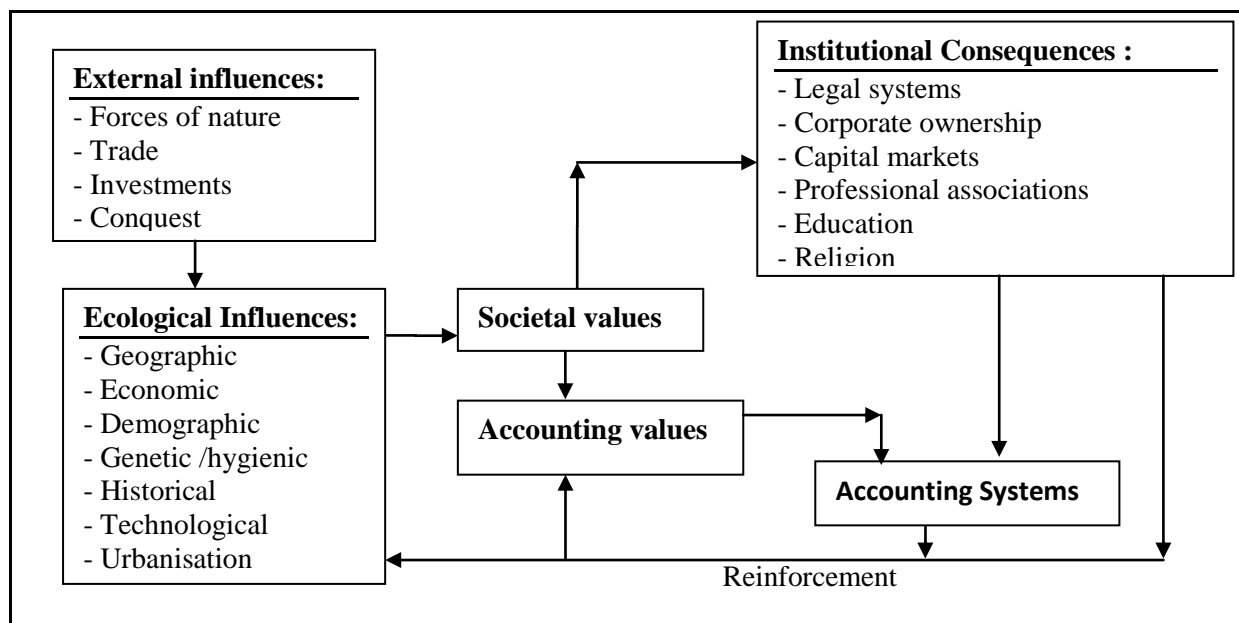 External influences:
- Forces of nature
- Trade
- Investments
- Conquest
Ecological Influences:
- Geographic
- Economic
- Demographic
- Genetic /hygienic
- Historical
- Technological
- Urbanisation
Societal values
Accounting values
Institutional Consequences :
- Legal systems
- Corporate ownership
- Capital markets
- Professional associations
- Education
- Religion
Accounting Systems
Reinforcement